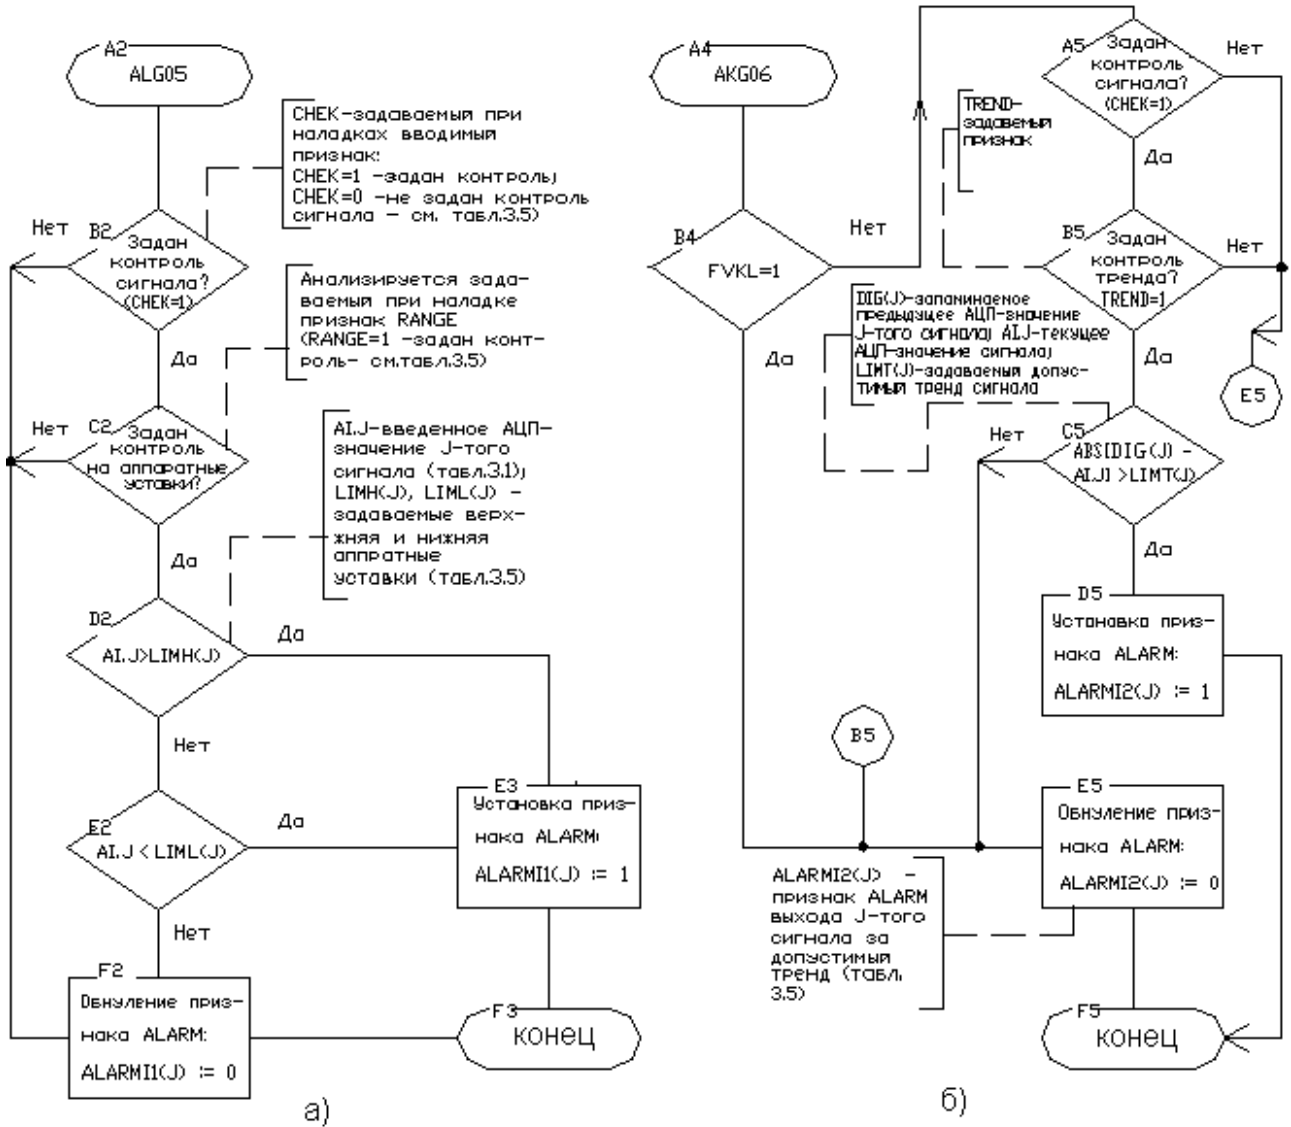 A2
ALG05
CHEK-задаваемый при
наладках вводимый
признак:
CHEK=1 -задан контроль;
CHEK=0 -не задан контроль
сигнала - см. табл.3.5)
Нет
B2
Задан
контроль
сигнала?
(CHEK=1)
Да
Анализируется зада-
ваемый при наладке
признак RANGE
(RANGE=1 -задан конт-
роль- см.табл.3.5)
Нет
C2
Задан
контроль
на аппаратные
уставки?
Да
AI.J-введенное АЦП-
значение J-того
сигнала (табл.3.1);
LIMH(J), LIML(J) -
задаваемые верх-
жняя и нижняя
аппратные
уставки (табл.3.5)
D2
AI.J>LIMH(J)
Да
Нет
E2
AI.J<LIML(J)
Да
Нет
E3
Установка приз-
нака ALARM:
ALARMI1(J) := 1
F2
Обнуление приз-
нака ALARM:
ALARMI1(J) := 0
F3
конец
а)
A4
AKG06
B4
FVKL=1
Нет
Да
A5
Задан
контроль
сигнала?
(CHEK=1)
Нет
Да
TREND-
задавемый
признак
B5
Задан
контроль
тренда?
TREND=1
Нет
Да
E5
DIG(J)-запаминаемое
предыдущее АЦП-значение
J-того сигнала; AI.J-текущее
АЦП-значение сигнала;
LIMT(J)-задаваемый допус-
тимый тренд сигнала
C5
ABS[DIG(J) -
AI.J] >LIMT(J)
Нет
Да
D5
Установка приз-
нака ALARM:
ALARMI2(J) := 1
B5
E5
Обнуление приз-
нака ALARM:
ALARMI2(J) := 0
ALARMI2(J) -
признак ALARM
выхода J-того
сигнала за
допустимый
тренд (табл.
3.5)
F5
конец
б)